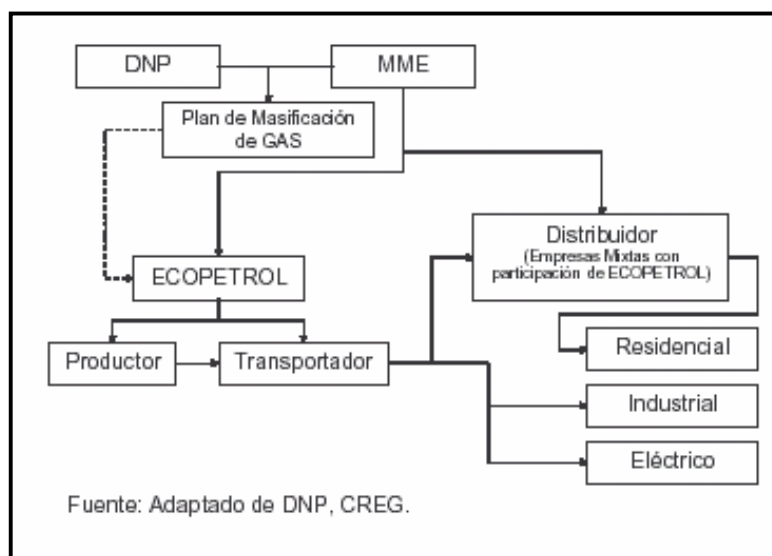 DNP
MME
Plan de Masificación
de GAS
Distribuidor
(Empresas Mixtas con
participación de ECOPETROL)
ECOPETROL
Productor
Transportador
Residencial
Industrial
Eléctrico
Fuente: Adaptado de DNP, CREG.